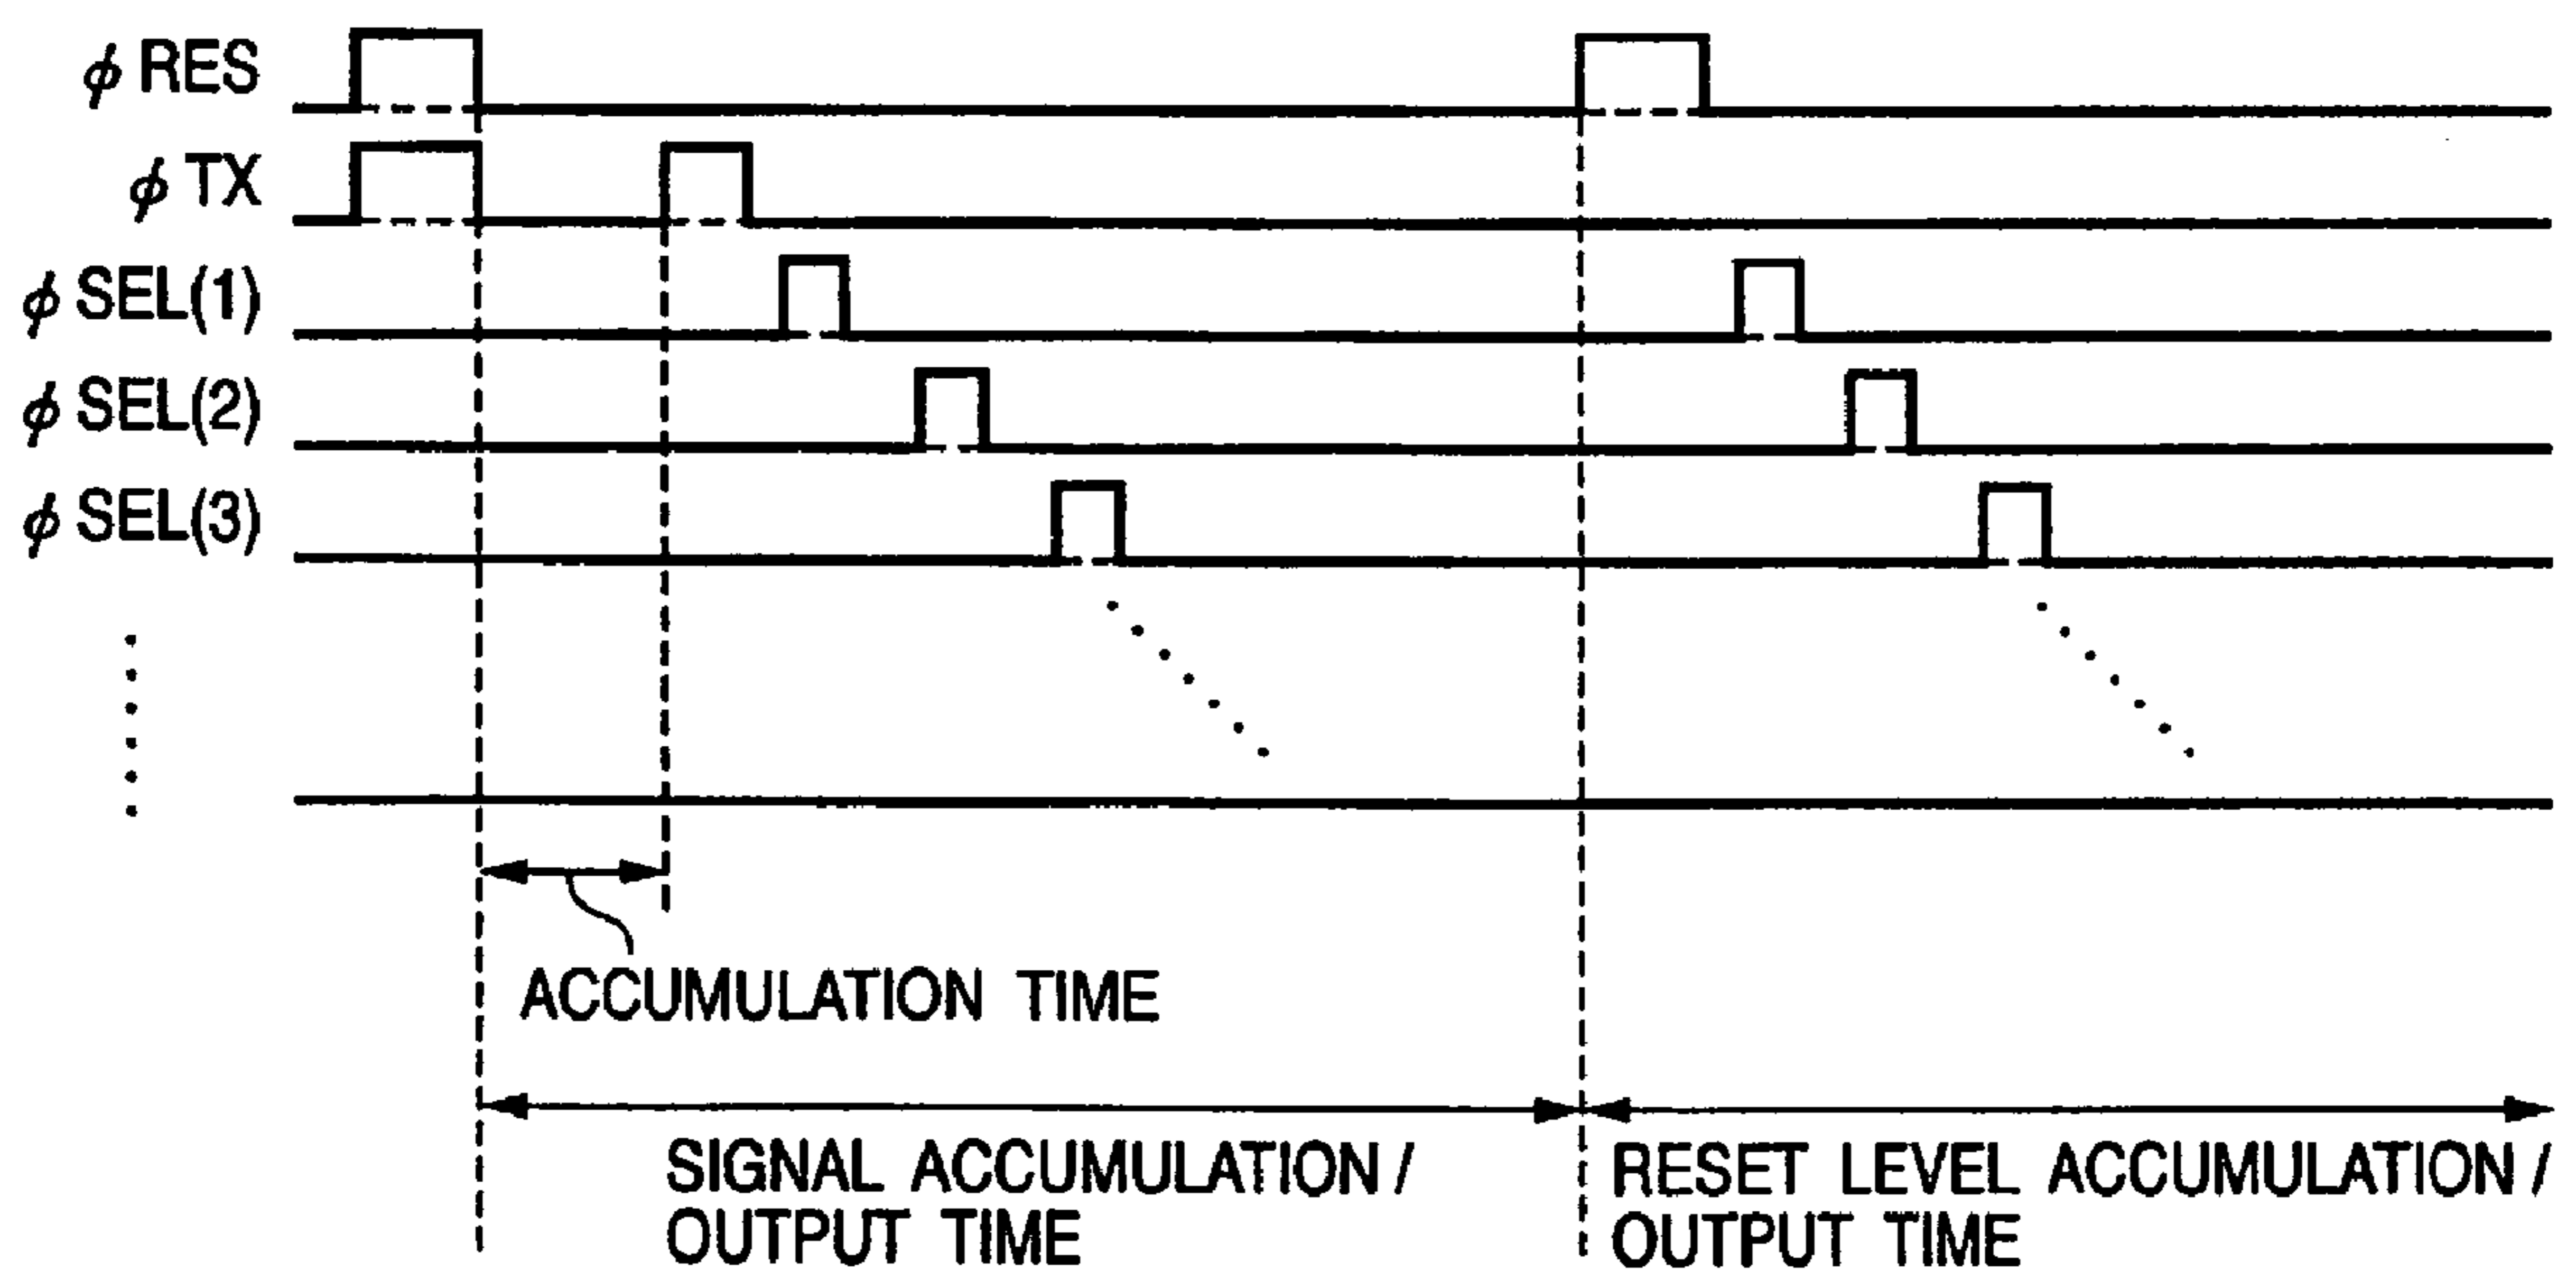 ϕ RES
ϕ TX
ϕ SEL(1)
ϕ SEL(2)
ϕ SEL(3)
ACCUMULATION TIME
SIGNAL ACCUMULATION /
OUTPUT TIME
RESET LEVEL ACCUMULATION /
OUTPUT TIME